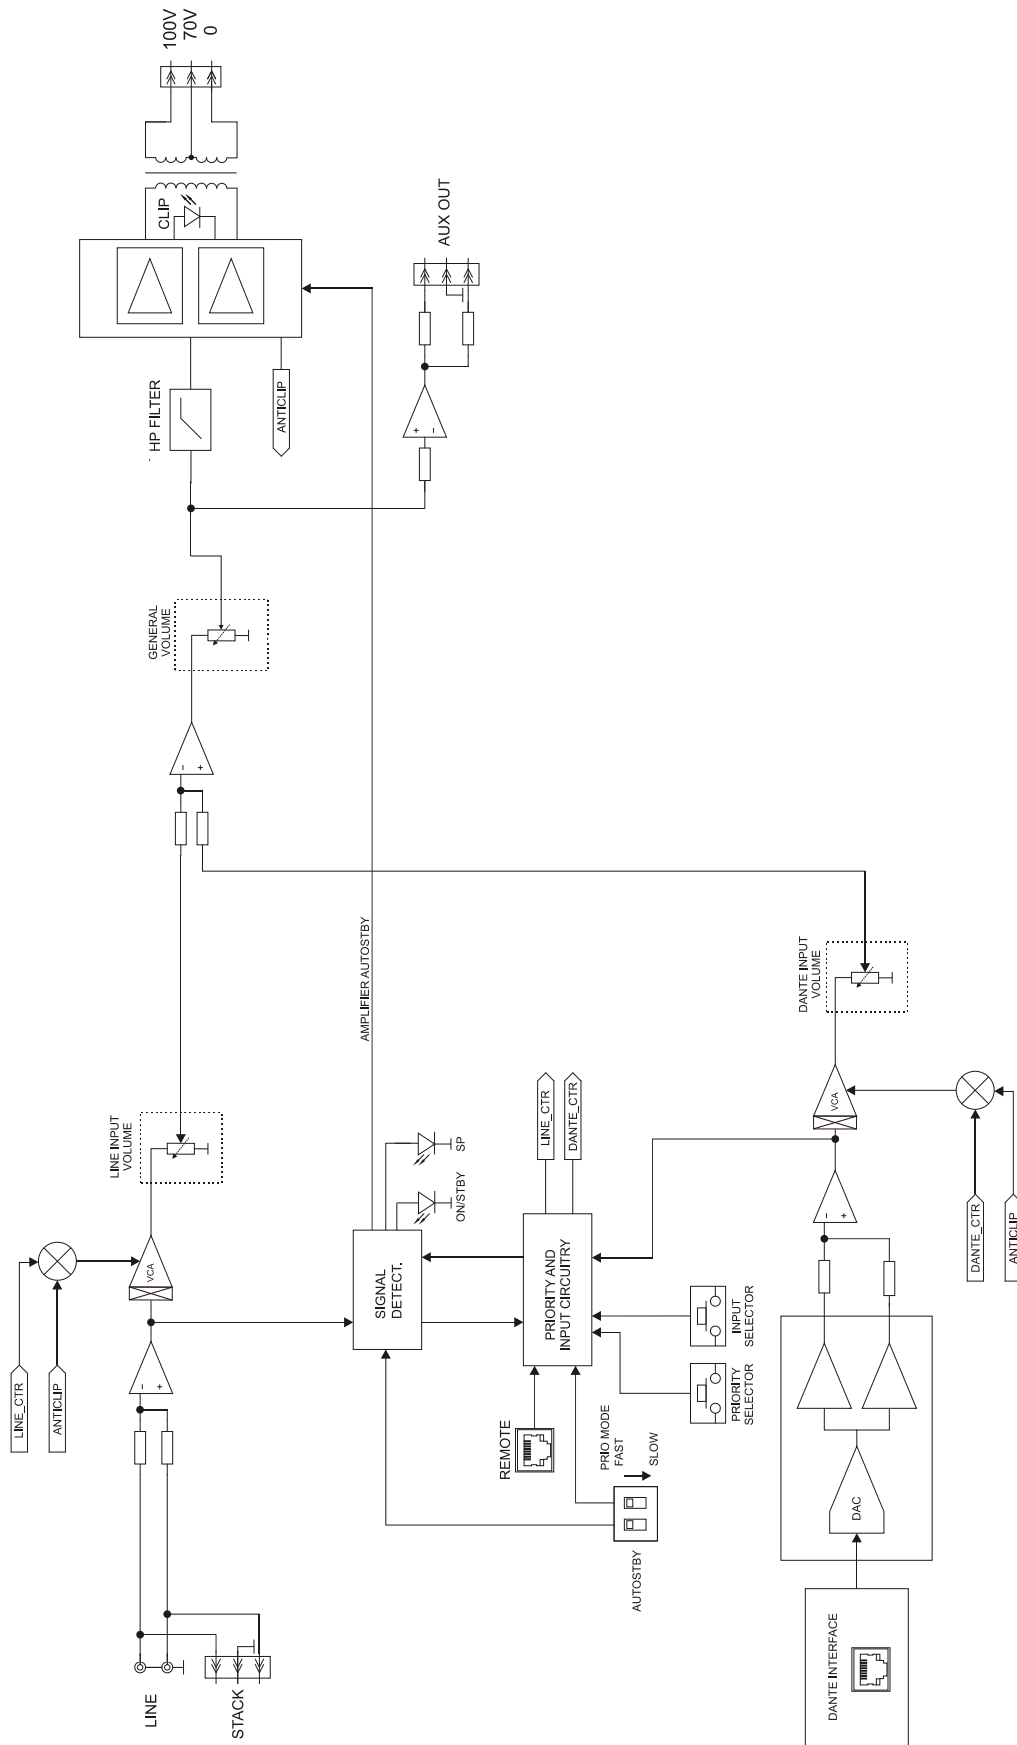 100V
70V
0
CLIP
AUX OUT
HP FILTER
ANTICLIP
+
-
GENERAL
VOLUME
-
+
AMPLIFIER AUTOSTBY
DANTE INPUT
VOLUME
LINE INPUT
VOLUME
VCA
SP
ON/STBY
LINE_CTR
DANTE_CTR
VCA
DANTE_CTR
ANTICLIP
LINE_CTR
ANTICLIP
-
+
SIGNAL
DETECT.
PRIORITY AND
INPUT CIRCUITRY
-
+
INPUT
SELECTOR
PRIORITY
SELECTOR
REMOTE
PRIO MODE
FAST
SLOW
AUTOSTBY
DAC
LINE
STACK
DANTE INTERFACE